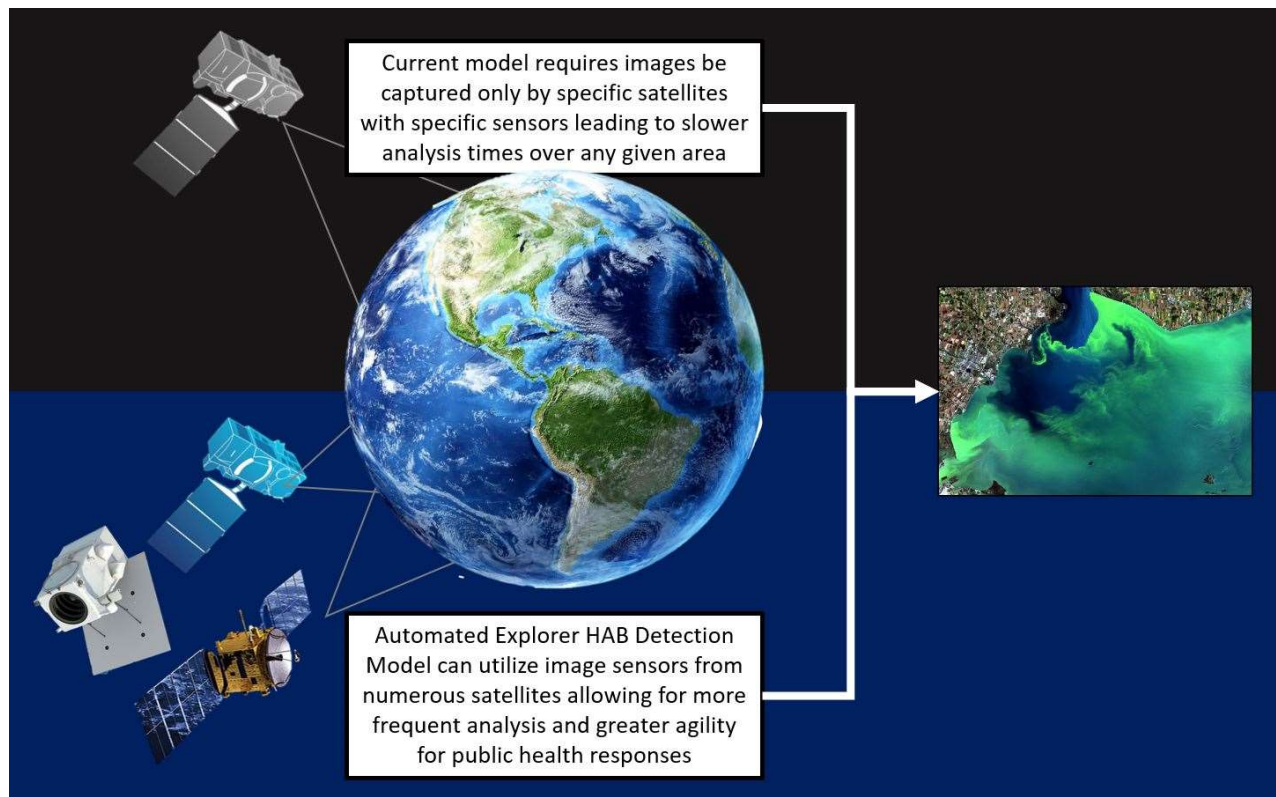 Current model requires images be
captured only by specific satellites
with specific sensors leading to slower
analysis times over any given area
Automated Explorer HAB Detection
Model can utilize image sensors from
numerous satellites allowing for more
frequent analysis and greater agility
for public health responses